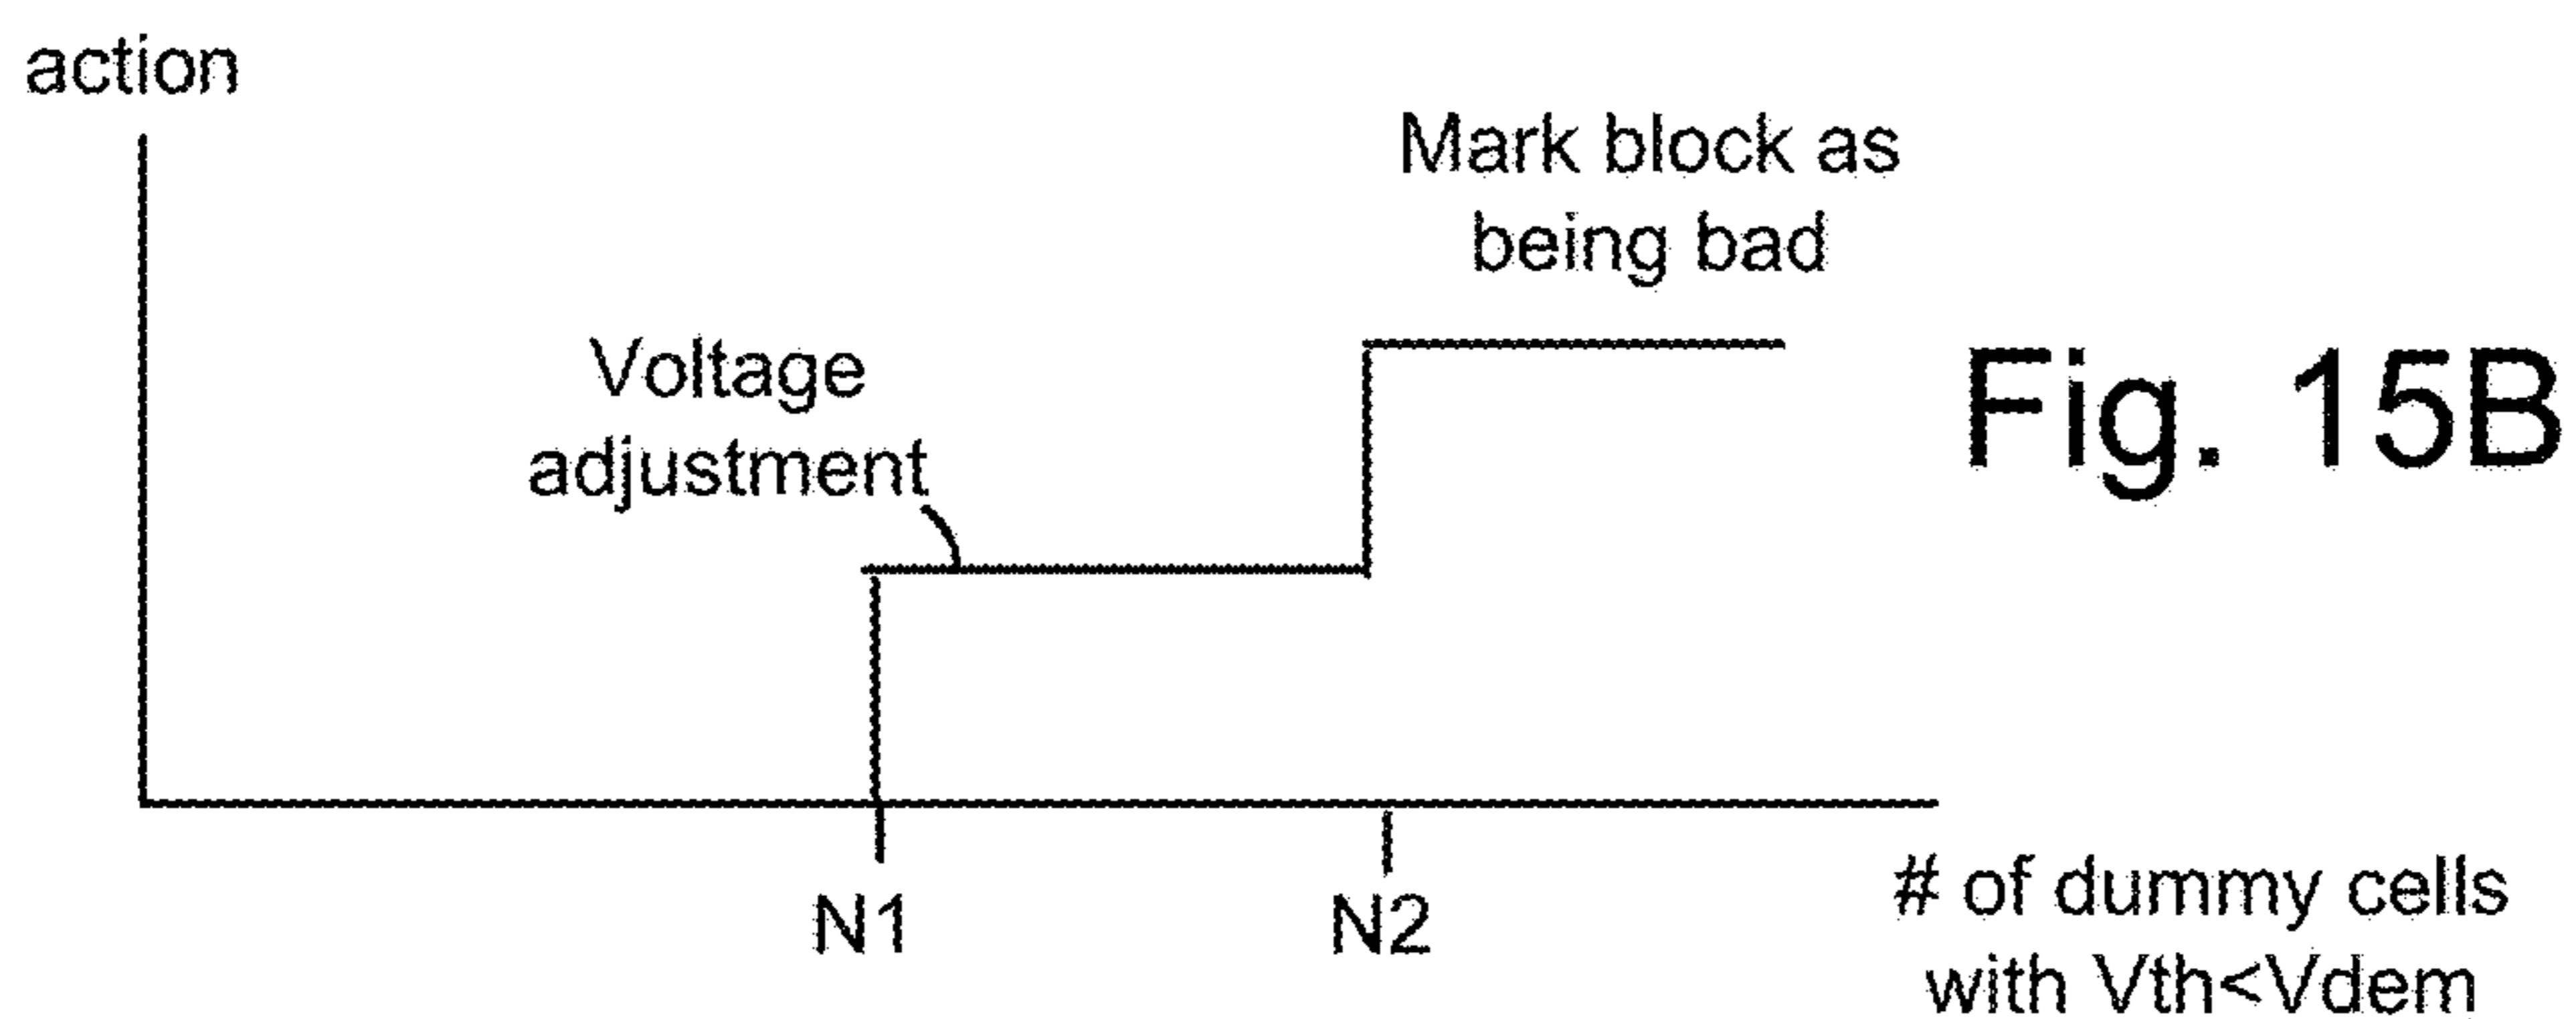 action
Mark block as
being bad
Voltage
adjustment
Fig. 15B
N1
N2
# of dummy cells
with Vth<Vdem